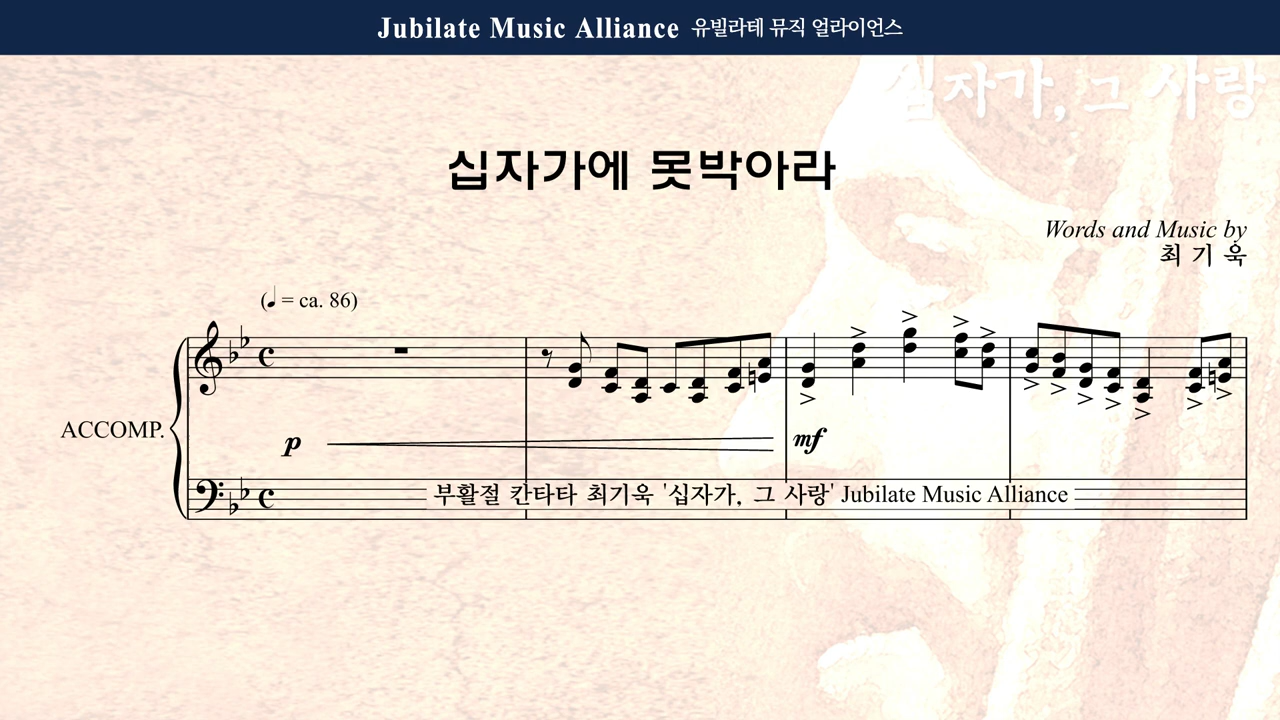 Jubilate Music Alliance 유빌라테 뮤직 얼라이언스
십자가, 그 사랑
십자가에 못박아라
Words and Music by
최 기 욱
(♩ = ca. 86)
ACCOMP.
p
mf
부활절 칸타타 최기욱 '십자가, 그 사랑' Jubilate Music Alliance